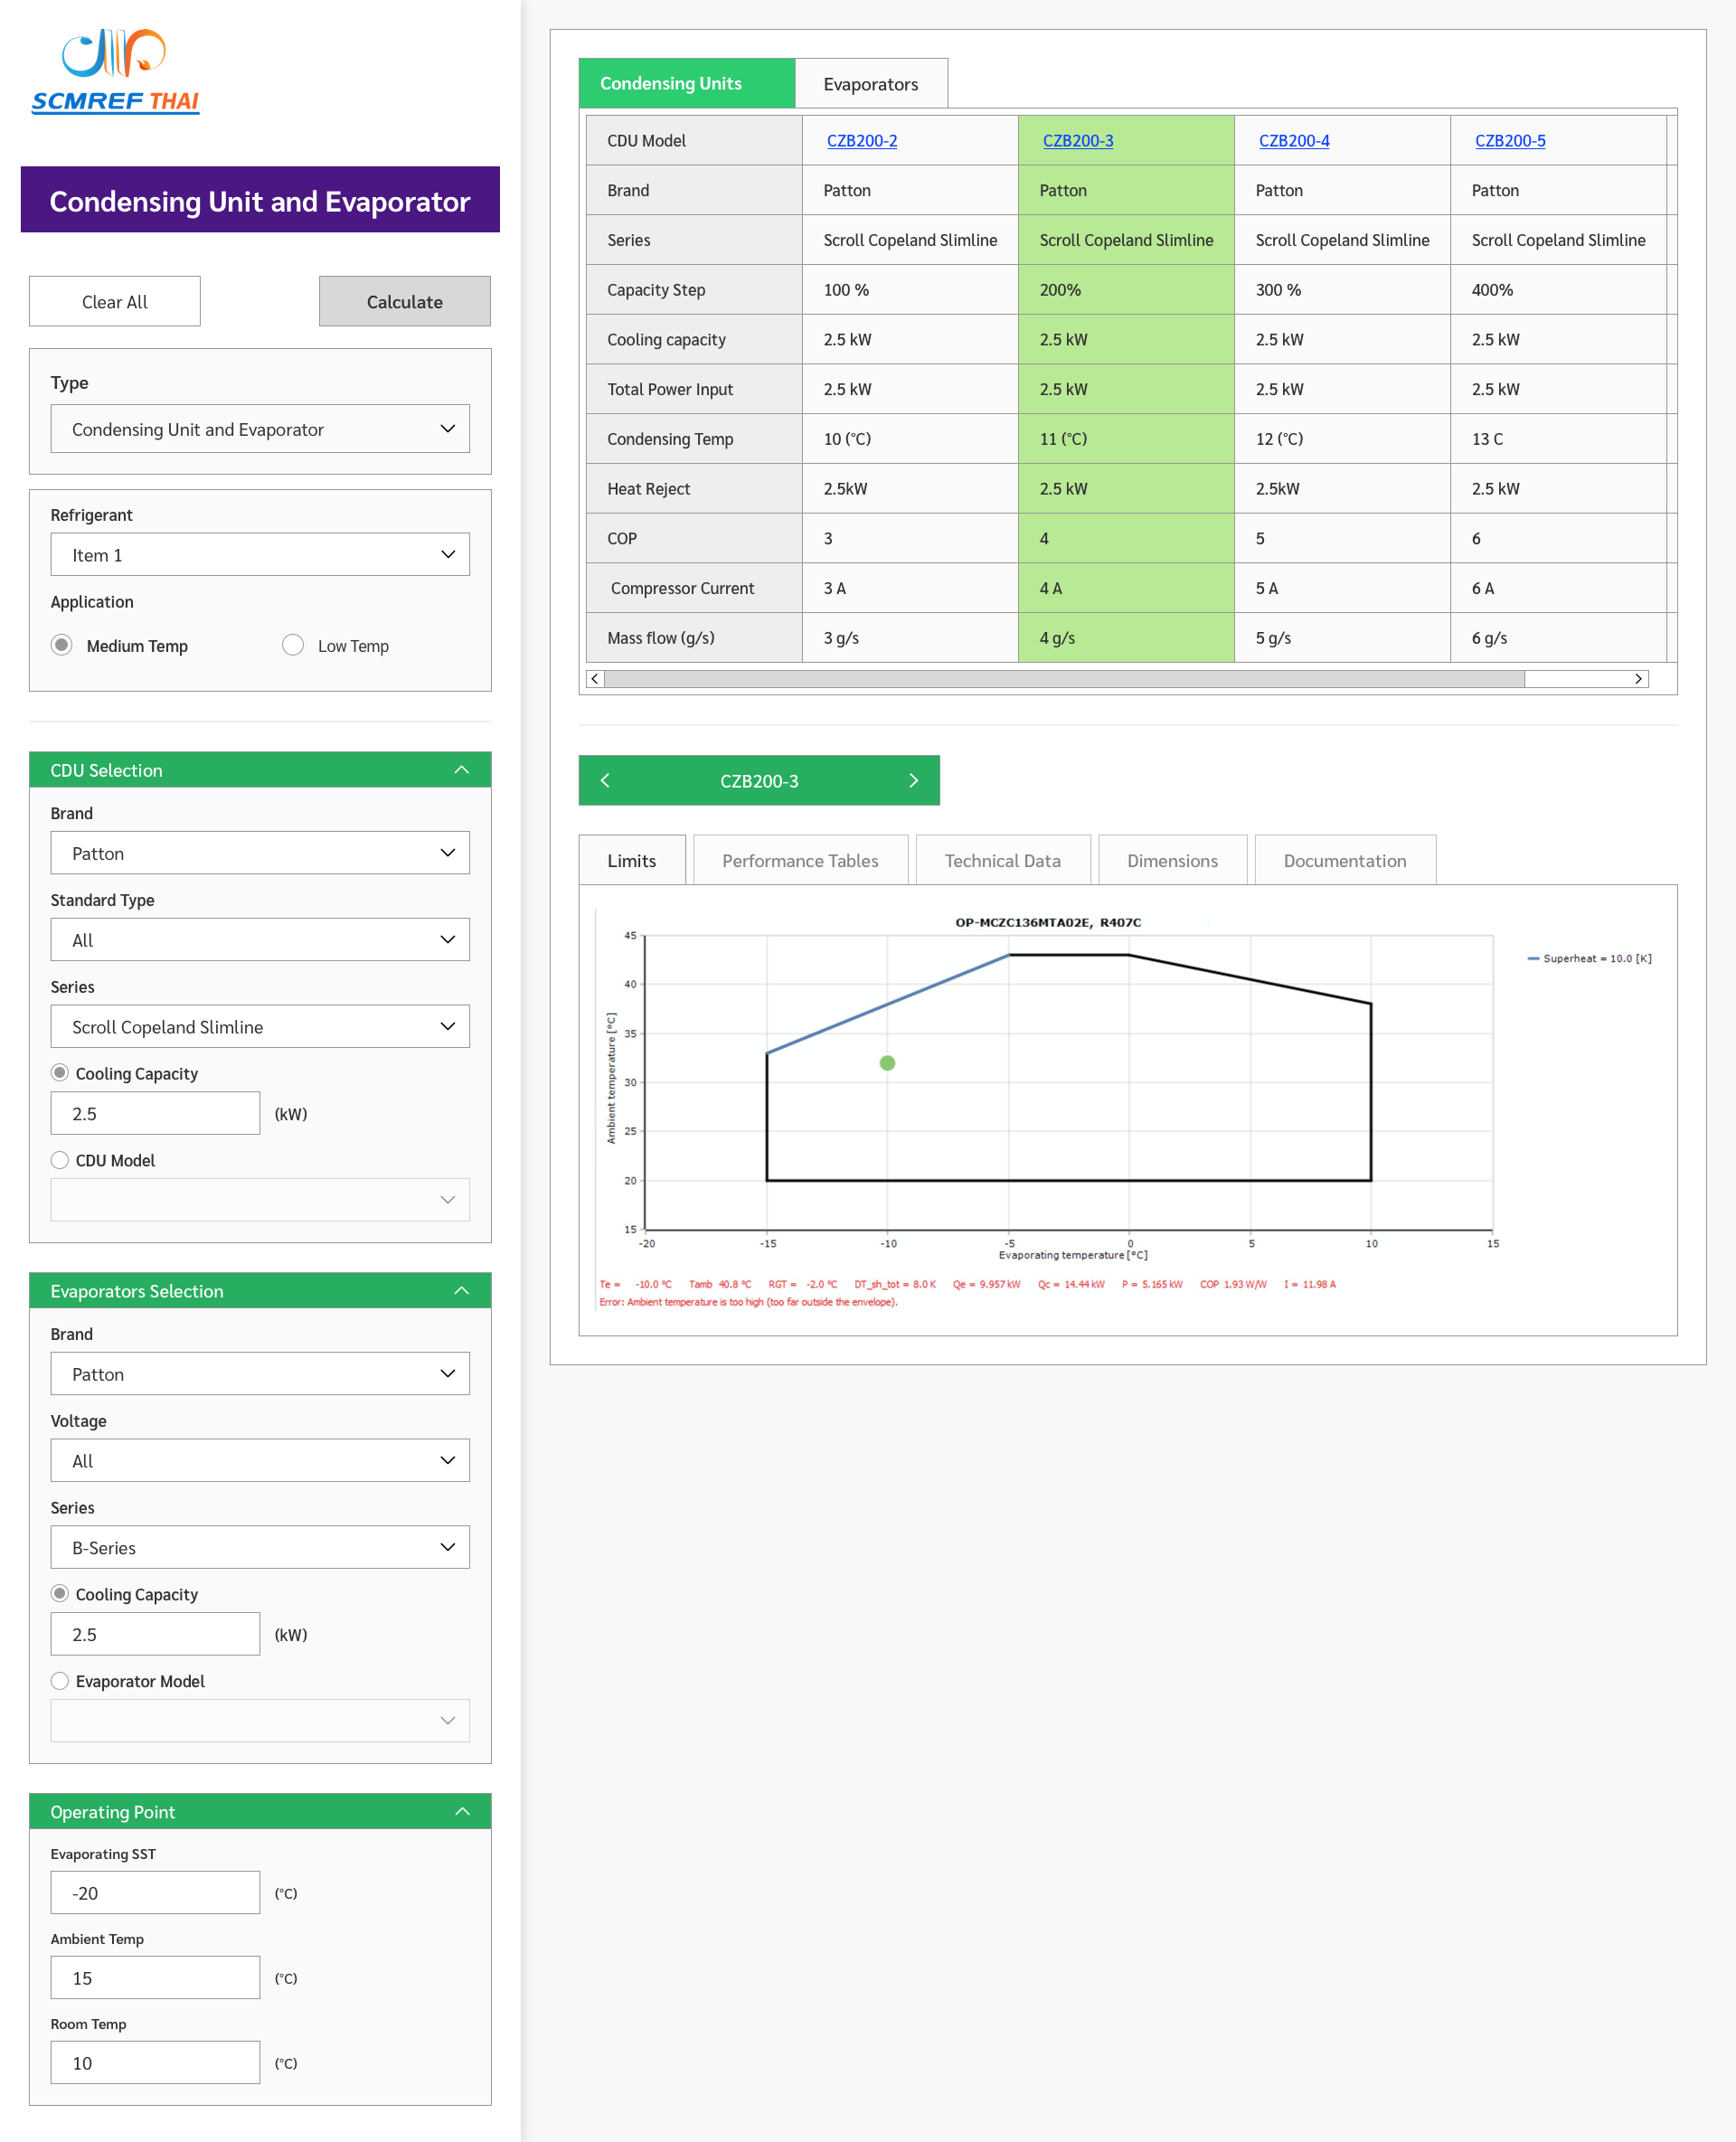 SCMREF THAI
Condensing Unit and Evaporator
Clear All
Calculate
Type
Condensing Unit and Evaporator
Refrigerant
Item 1
Application
Medium Temp
Low Temp
CDU Selection
Brand
Patton
Standard Type
All
Series
Scroll Copeland Slimline
Cooling Capacity
2.5 (kW)
CDU Model
Evaporators Selection
Brand
Patton
Voltage
All
Series
B-Series
Cooling Capacity
2.5 (kW)
Evaporator Model
Operating Point
Evaporating SST
-20 (°C)
Ambient Temp
15 (°C)
Room Temp
10 (°C)
Condensing Units Evaporators
CDU Model CZB200-2 CZB200-3 CZB200-4 CZB200-5
Brand Patton Patton Patton Patton
Series Scroll Copeland Slimline Scroll Copeland Slimline Scroll Copeland Slimline Scroll Copeland Slimline
Capacity Step 100 % 200% 300 % 400%
Cooling capacity 2.5 kW 2.5 kW 2.5 kW 2.5 kW
Total Power Input 2.5 kW 2.5 kW 2.5 kW 2.5 kW
Condensing Temp 10 (°C) 11 (°C) 12 (°C) 13 C
Heat Reject 2.5kW 2.5 kW 2.5kW 2.5 kW
COP 3 4 5 6
Compressor Current 3 A 4 A 5 A 6 A
Mass flow (g/s) 3 g/s 4 g/s 5 g/s 6 g/s
CZB200-3
Limits Performance Tables Technical Data Dimensions Documentation
OP-MCZC136MTA02E, R407C
Superheat = 10.0 [K]
Ambient temperature [°C]
45
40
35
30
25
20
15
-20 -15 -10 -5 0 5 10 15
Evaporating temperature [°C]
Te = -10.0 °C Tamb 40.8 °C RGT = -2.0 °C DT_sh_tot = 8.0 K Qe = 9.957 kW Qc = 14.44 kW P = 5.165 kW COP 1.93 W/W I = 11.98 A
Error: Ambient temperature is too high (too far outside the envelope).